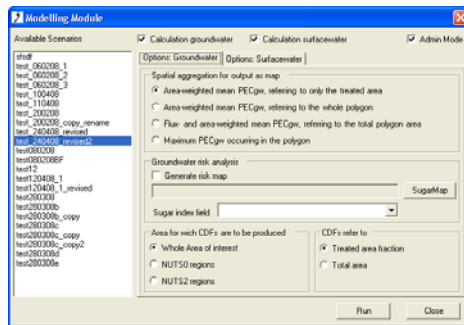 Modelling Module
Available Scenarios
Calculation groundwater
Calculation surfacewater
Admin Mode
sfsdf
test_060208_1
test_060208_2
test_060208_3
test_100408
test_110408
test_200208
test_200208_copy_rename
test_240408_revised
test_240408_revised2
test080208
test080208BF
test12
test120408_1
test120408_1_revised
test280308
test280308b
test280308b_copy
test280308c
test280308c_copy
test280308c_copy2
test280308d
test280308e
Options: Groundwater
Options: Surfacewater
Spatial aggregation for output as map
Area-weighted mean PECgw, referring to only the treated area
Area-weighted mean PECgw, referring to the whole polygon
Flux- and area-weighted mean PECgw, referring to the total polygon area
Maximum PECgw occurring in the polygon
Groundwater risk analysis
Generate risk map
SugarMap
Sugar index field
Area for wich CDFs are to be produced
Whole Area of interest
NUTS0 regions
NUTS2 regions
CDFs refer to
Treated area fraction
Total area
Run
Close